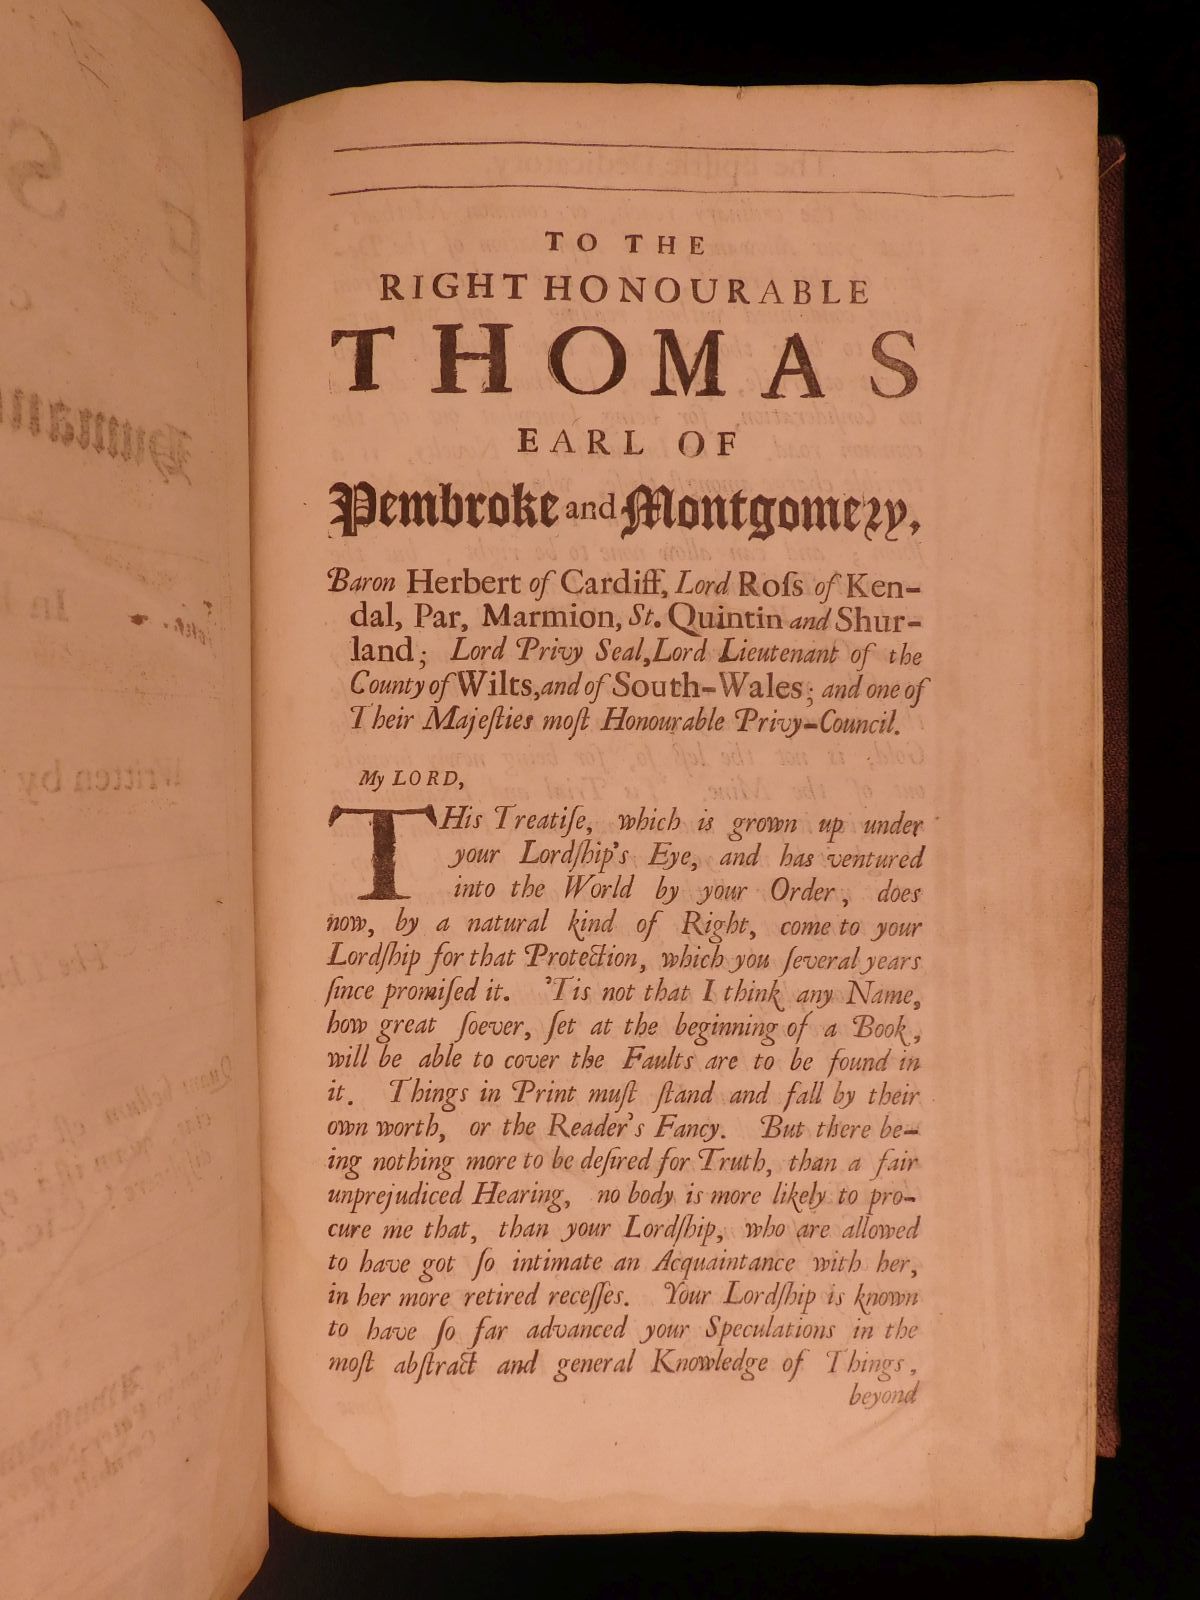 TO THE
RIGHT HONOURABLE
THOMAS
EARL OF
Pembroke and Montgomery,
Baron Herbert of Cardiff, Lord Roſs of Ken-
dal, Par, Marmion, St. Quintin and Shur-
land; Lord Privy Seal, Lord Lieutenant of the
County of Wilts, and of South-Wales; and one of
Their Majeſties moſt Honourable Privy-Council.
My LORD,
THis Treatiſe, which is grown up under
your Lordſhip's Eye, and has ventured
into the World by your Order, does
now, by a natural kind of Right, come to your
Lordſhip for that Protection, which you ſeveral years
ſince promiſed it. 'Tis not that I think any Name,
how great ſoever, ſet at the beginning of a Book,
will be able to cover the Faults are to be found in
it. Things in Print muſt ſtand and fall by their
own worth, or the Reader's Fancy. But there be-
ing nothing more to be deſired for Truth, than a fair
unprejudiced Hearing, no body is more likely to pro-
cure me that, than your Lordſhip, who are allowed
to have got ſo intimate an Acquaintance with her,
in her more retired receſſes. Your Lordſhip is known
to have ſo far advanced your Speculations in the
moſt abſtract and general Knowledge of Things,
beyond